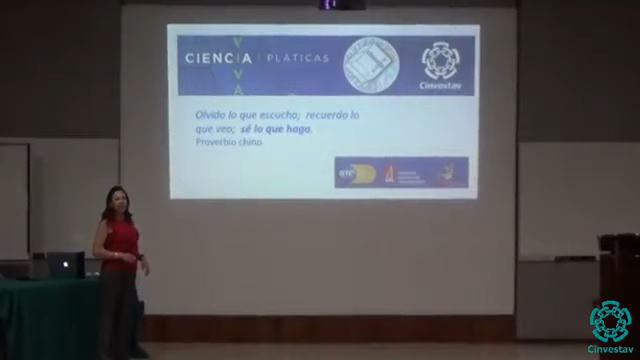 CIENCIA PLÁTICAS
VIVA
Cinvestav
Olvido lo que escucho; recuerdo lo
que veo; sé lo que hago.
Proverbio chino
Cinvestav